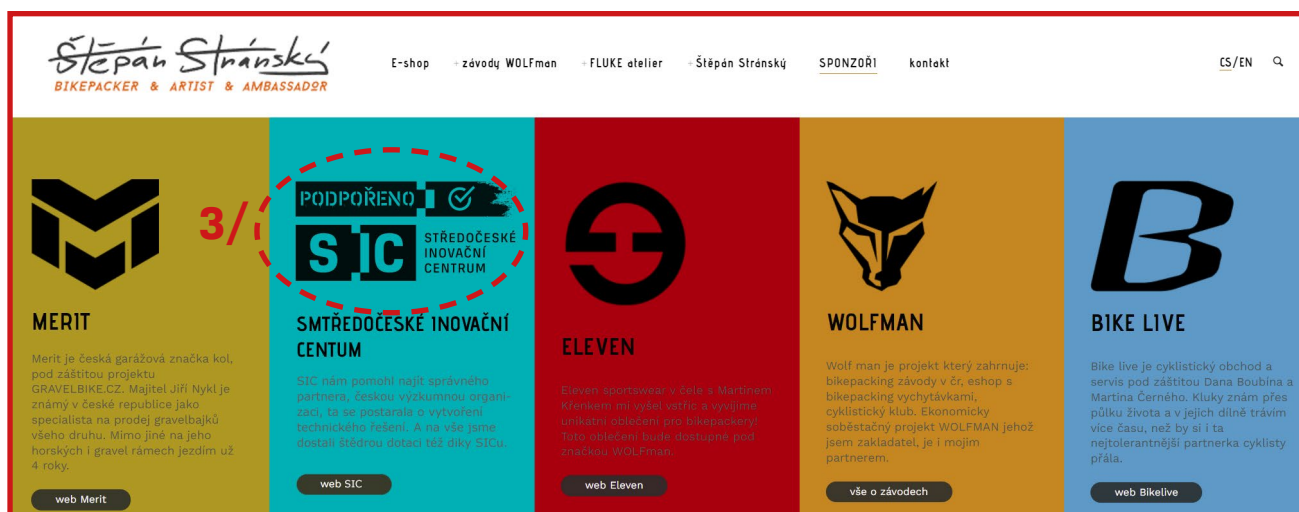 Štěpán Stránský
BIKEPACKER & ARTIST & AMBASSADOR
E-shop + závody WOLFman + FLUKE atelier + Štěpán Stránský SPONZOŘI kontakt CS/EN
3/
PODPOŘENO
SIC
STŘEDOČESKÉ
INOVAČNÍ
CENTRUM
MERIT
Merit je česká garážová značka kol,
pod záštitou projektu
GRAVELBIKE.CZ. Majitel Jiří Nykl je
známý v české republice jako
specialista na prodej gravelbajků
všeho druhu. Mimo jiné na jeho
horských i gravel rámech jezdím už
4 roky.
web Merit
SMTŘEDOČESKÉ INOVAČNÍ
CENTUM
SIC nám pomohl najít správného
partnera, českou výzkumnou organi-
zaci, ta se postarala o vytvoření
technického řešení. A na vše jsme
dostali štědrou dotaci též díky SICu.
web SIC
ELEVEN
Eleven sportswear v čele s Martinem
Křenkem mi vyšel vstříc a vyvíjíme
unikátní oblečení pro bikepackery!
Toto oblečení bude dostupné pod
značkou WOLFman.
web Eleven
WOLFMAN
Wolf man je projekt který zahrnuje:
bikepacking závody v čr, eshop s
bikepacking vychytávkami,
cyklistický klub. Ekonomicky
soběstačný projekt WOLFMAN jehož
jsem zakladatel, je i mojím
partnerem.
vše o závodech
B
BIKE LIVE
Bike live je cyklistický obchod a
servis pod záštitou Dana Boubína a
Martina Černého. Kluky znám přes
půlku života a v jejich dílně trávím
více času, než by si i ta
nejtolerantnější partnerka cyklisty
přála.
web Bikelive